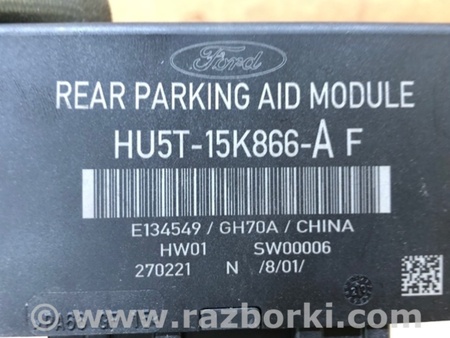 Ford
REAR PARKING AID MODULE
HU5T-15K866-A F
E134549 / GH70A / CHINA
HW01 SW00006
270221 N /8/01/
www.razborki.com